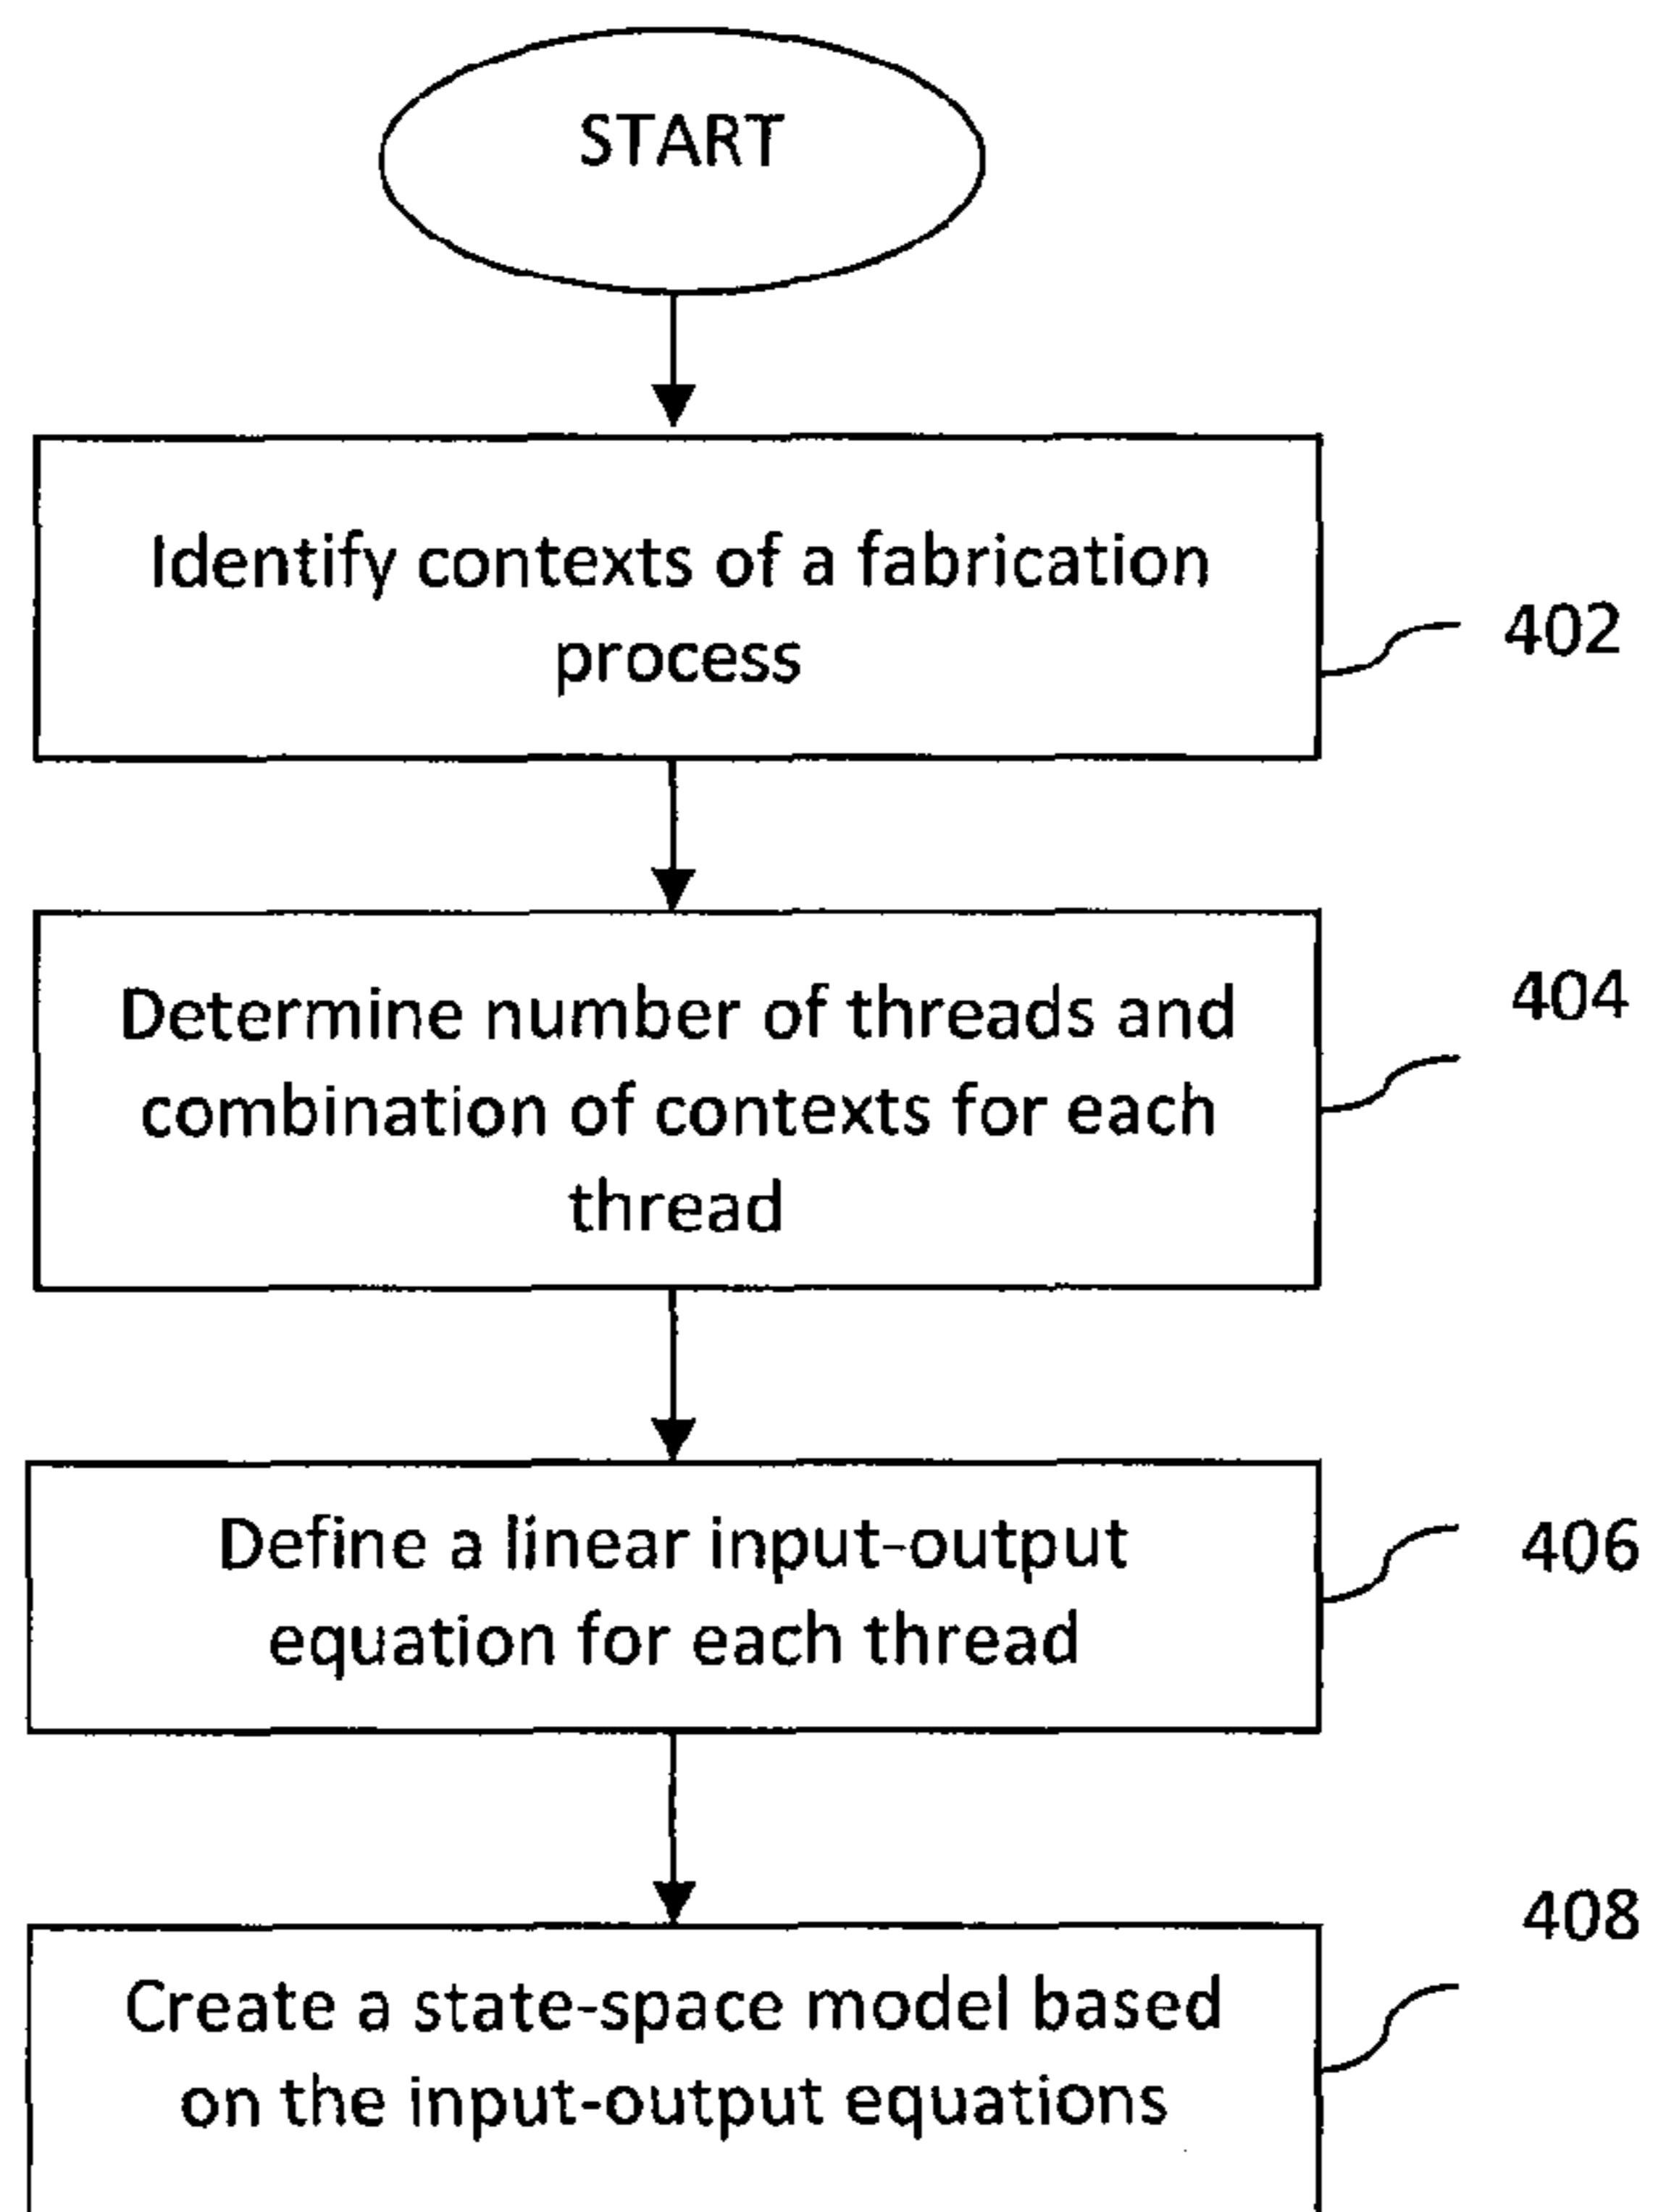 START
Identify contexts of a fabrication
process
402
Determine number of threads and
combination of contexts for each
thread
404
Define a linear input-output
equation for each thread
406
Create a state-space model based
on the input-output equations
408